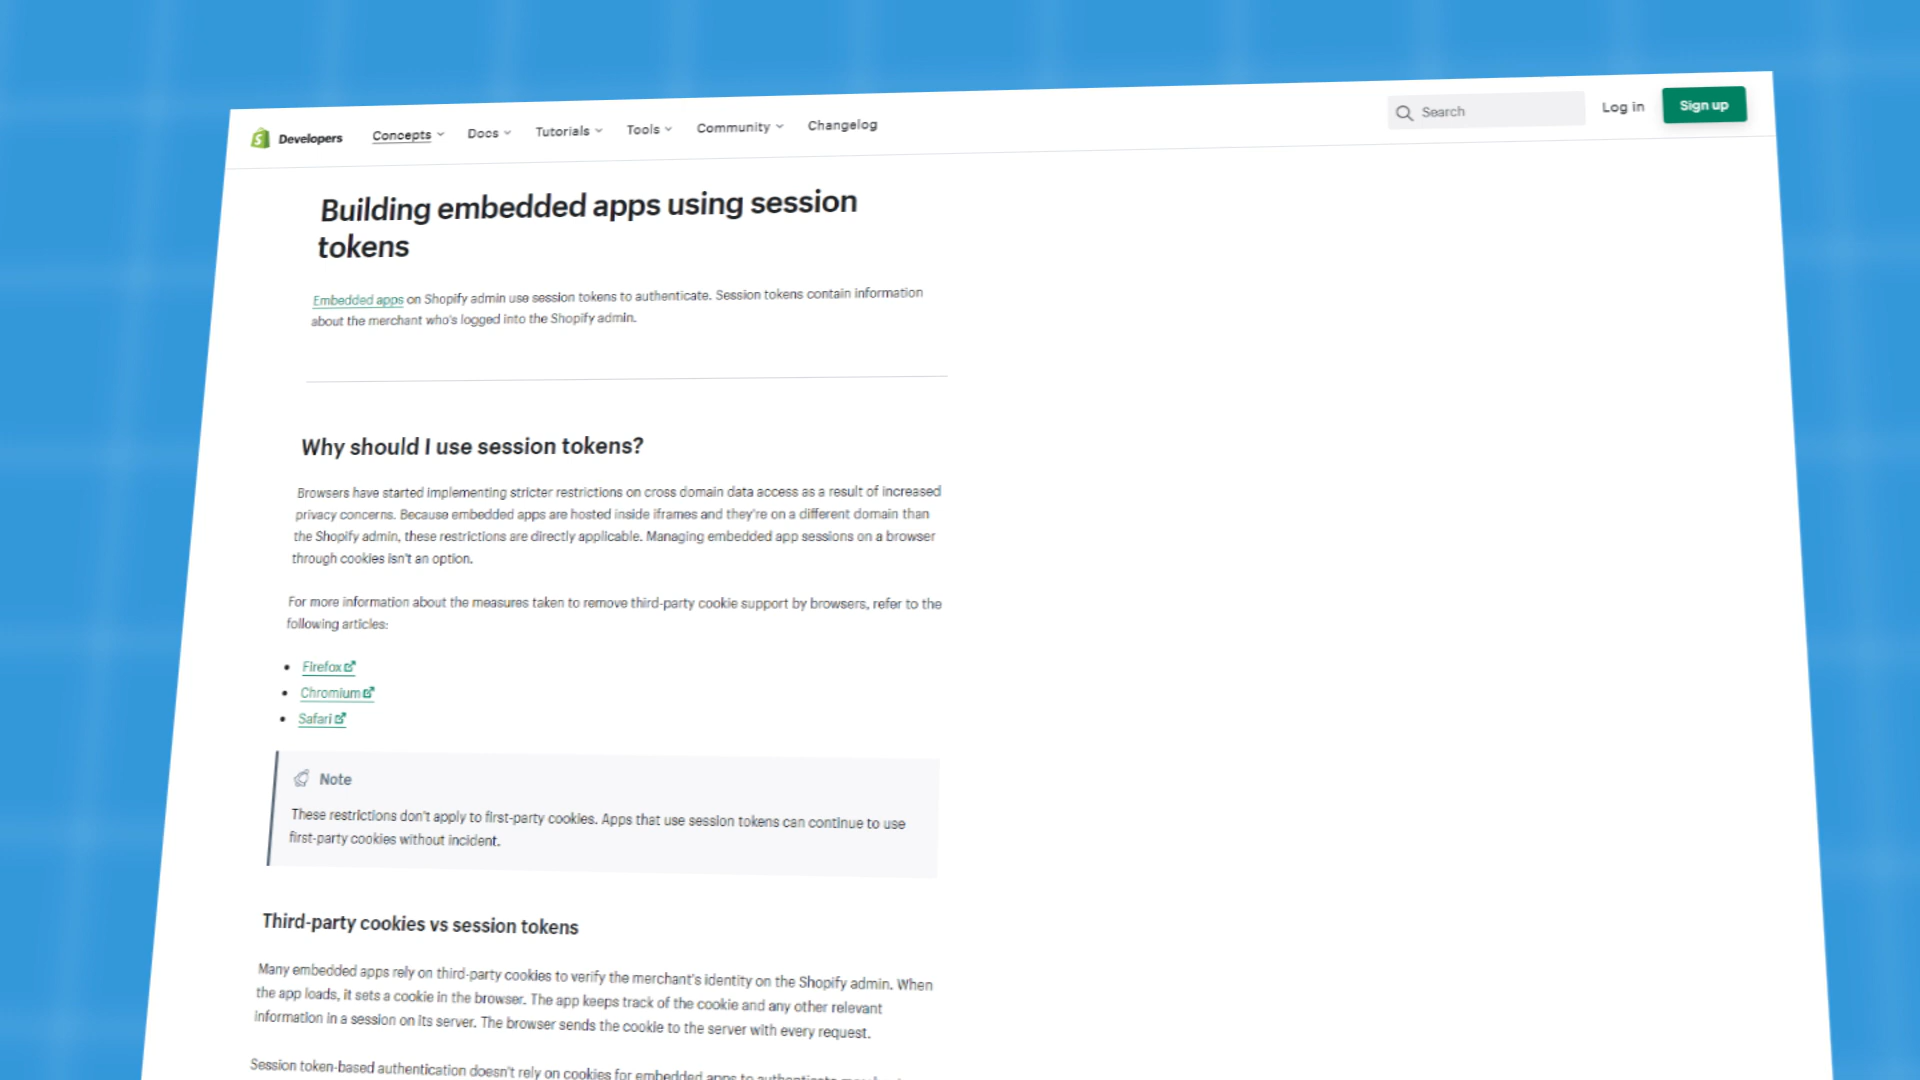 Developers Concepts Docs Tutorials Tools Community Changelog Search Log in Sign up
Building embedded apps using session
tokens
Embedded apps on Shopify admin use session tokens to authenticate. Session tokens contain information
about the merchant who's logged into the Shopify admin.
Why should I use session tokens?
Browsers have started implementing stricter restrictions on cross domain data access as a result of increased
privacy concerns. Because embedded apps are hosted inside iframes and they're on a different domain than
the Shopify admin, these restrictions are directly applicable. Managing embedded app sessions on a browser
through cookies isn't an option.
For more information about the measures taken to remove third-party cookie support by browsers, refer to the
following articles:
• Firefox
• Chromium
• Safari
Note
These restrictions don't apply to first-party cookies. Apps that use session tokens can continue to use
first-party cookies without incident.
Third-party cookies vs session tokens
Many embedded apps rely on third-party cookies to verify the merchant's identity on the Shopify admin. When
the app loads, it sets a cookie in the browser. The app keeps track of the cookie and any other relevant
information in a session on its server. The browser sends the cookie to the server with every request.
Session token-based authentication doesn't rely on cookies for embedded apps to authenticate